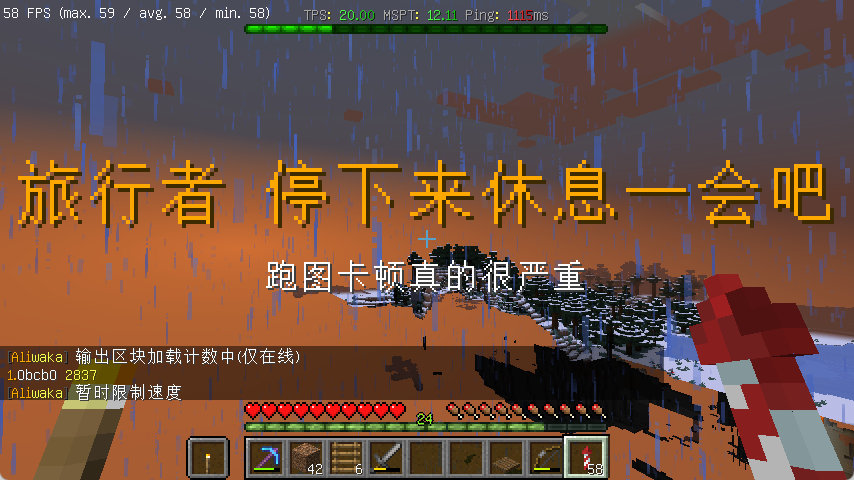 58 FPS (max. 59 / avg. 58 / min. 58)
TPS: 20.00 MSPT: 12.11 Ping: 1115ms
旅行者 停下来休息一会吧
跑图卡顿真的很严重
[Aliwaka] 输出区块加载计数中(仅在线)
1.0bcb0 2837
[Aliwaka] 暂时限制速度
24
42 6 58